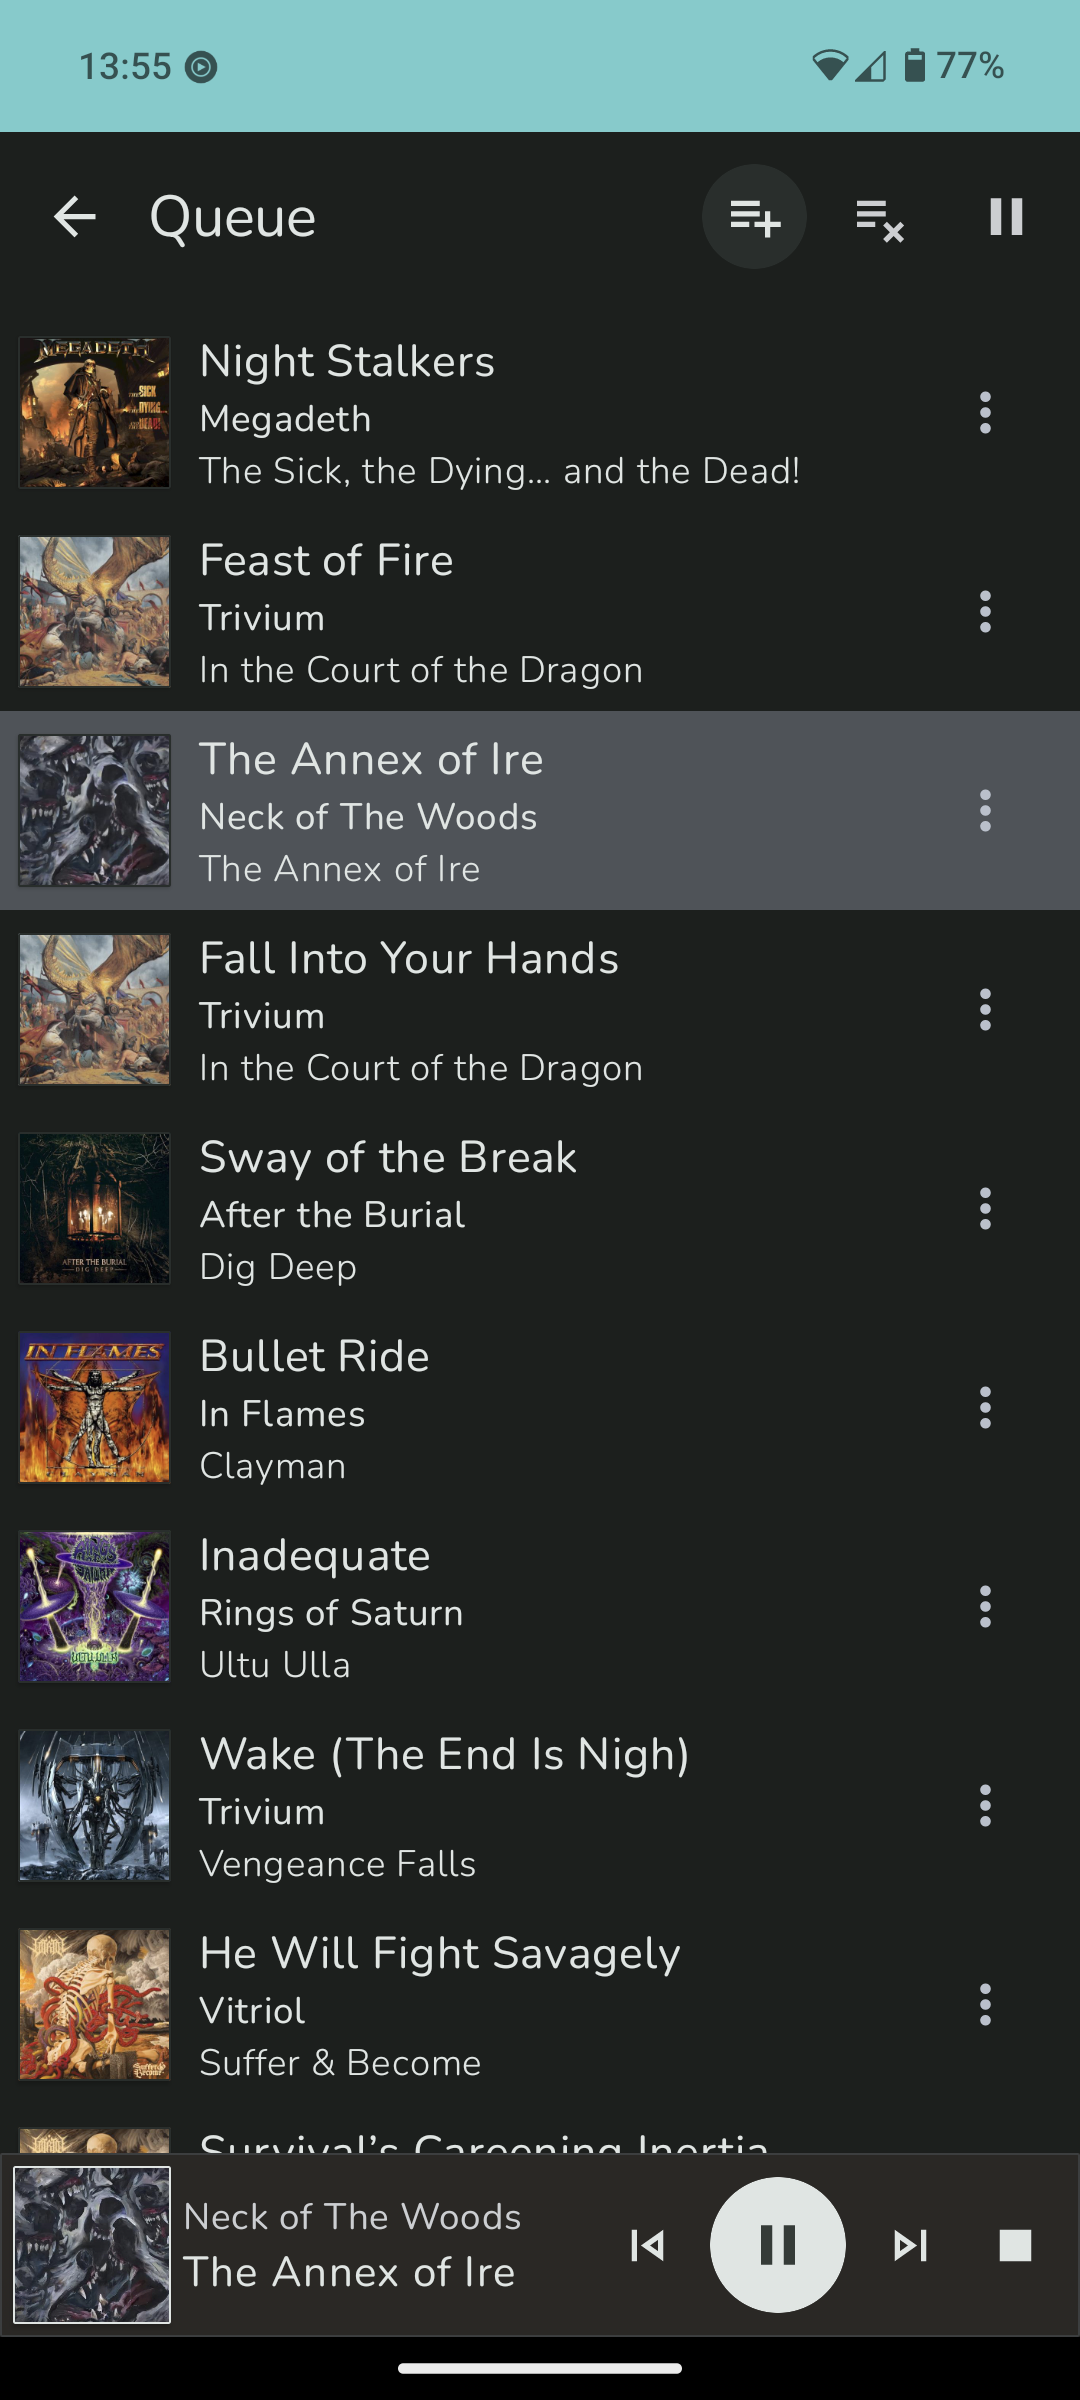 13:55
77%
Queue
MEGADETH
Night Stalkers
Megadeth
The Sick, the Dying… and the Dead!
Feast of Fire
Trivium
In the Court of the Dragon
The Annex of Ire
Neck of The Woods
The Annex of Ire
Fall Into Your Hands
Trivium
In the Court of the Dragon
Sway of the Break
After the Burial
Dig Deep
AFTER THE BURIAL
DIG DEEP
IN FLAMES
Bullet Ride
In Flames
Clayman
Inadequate
Rings of Saturn
Ultu Ulla
Wake (The End Is Nigh)
Trivium
Vengeance Falls
He Will Fight Savagely
Vitriol
Suffer & Become
Survival’s Careening Inertia
Neck of The Woods
The Annex of Ire